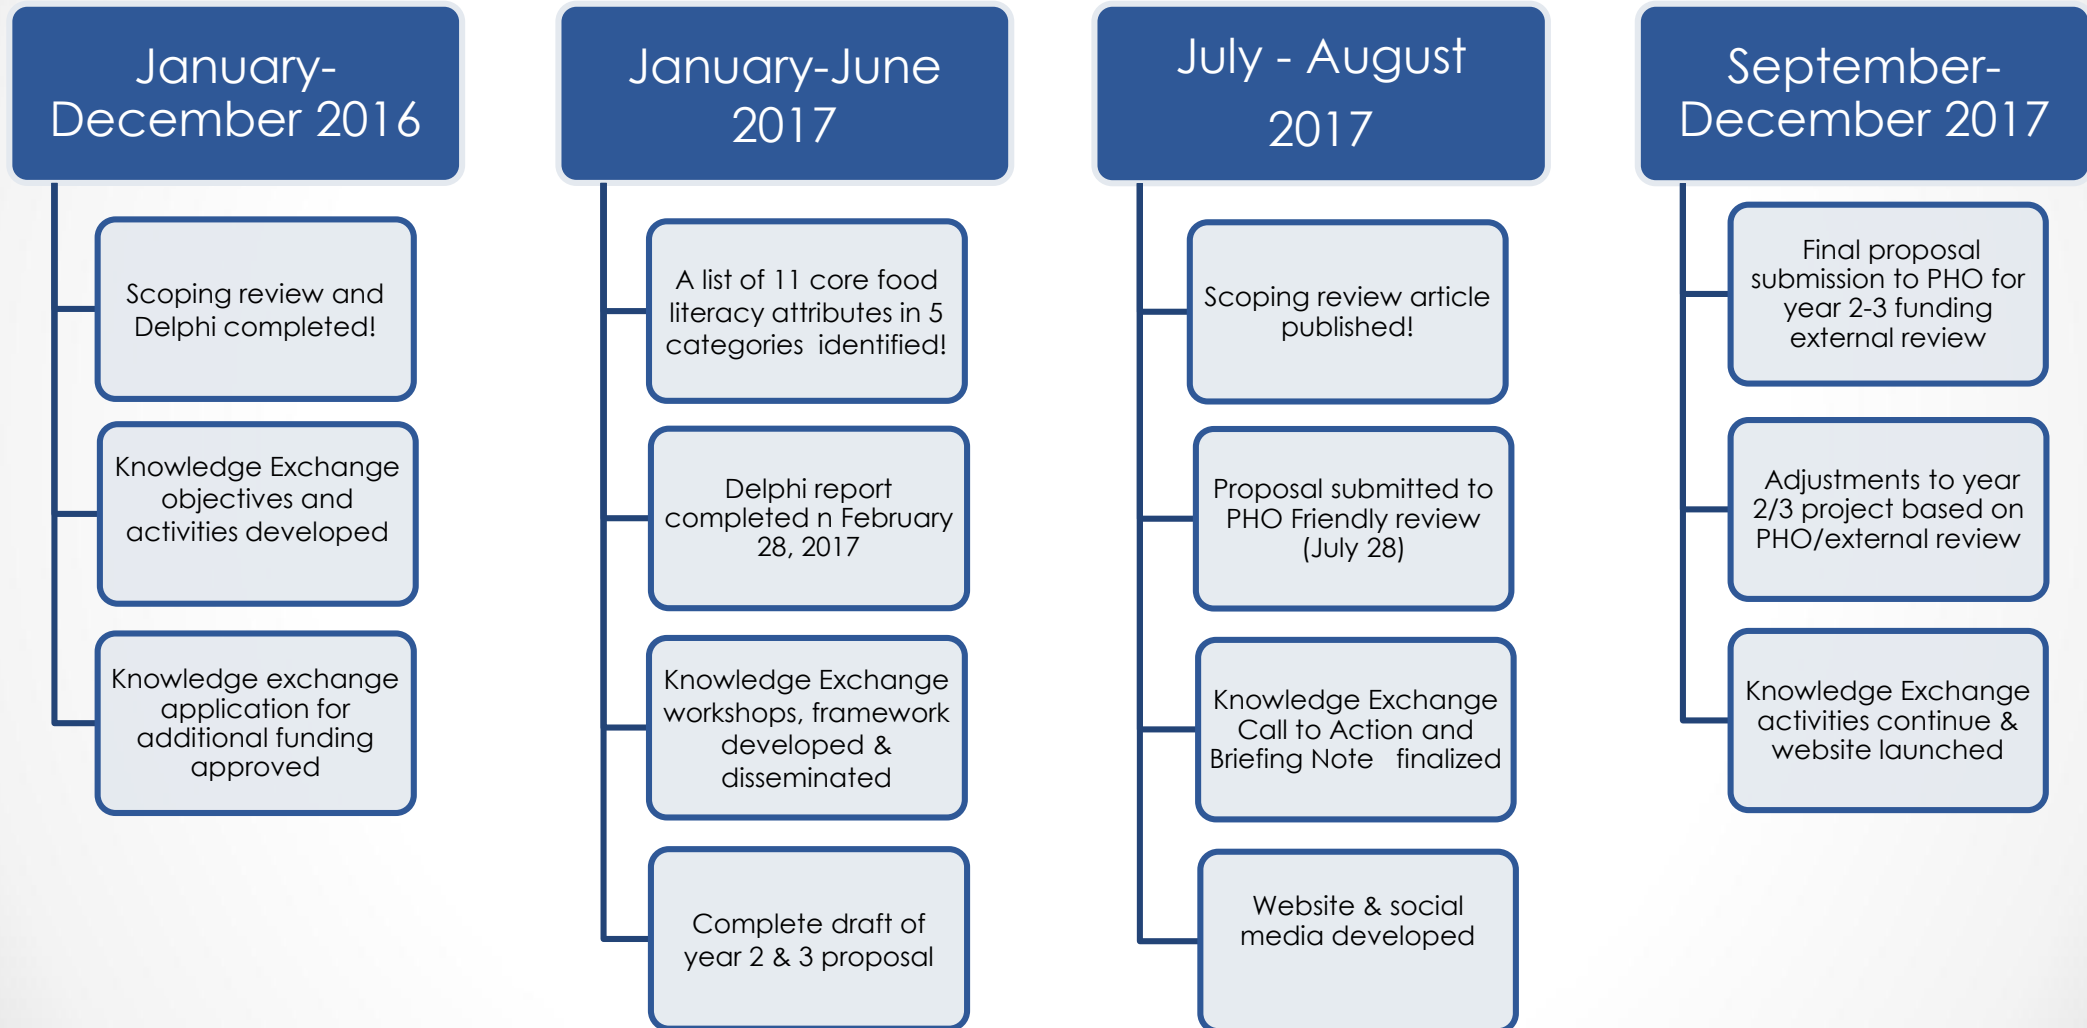 January-
December 2016
Scoping review and
Delphi completed!
Knowledge Exchange
objectives and
activities developed
Knowledge exchange
application for
additional funding
approved
January-June
2017
A list of 11 core food
literacy attributes in 5
categories identified!
Delphi report
completed n February
28, 2017
Knowledge Exchange
workshops, framework
developed &
disseminated
Complete draft of
year 2 & 3 proposal
July - August
2017
Scoping review article
published!
Proposal submitted to
PHO Friendly review
(July 28)
Knowledge Exchange
Call to Action and
Briefing Note finalized
Website & social
media developed
September-
December 2017
Final proposal
submission to PHO for
year 2-3 funding
external review
Adjustments to year
2/3 project based on
PHO/external review
Knowledge Exchange
activities continue &
website launched